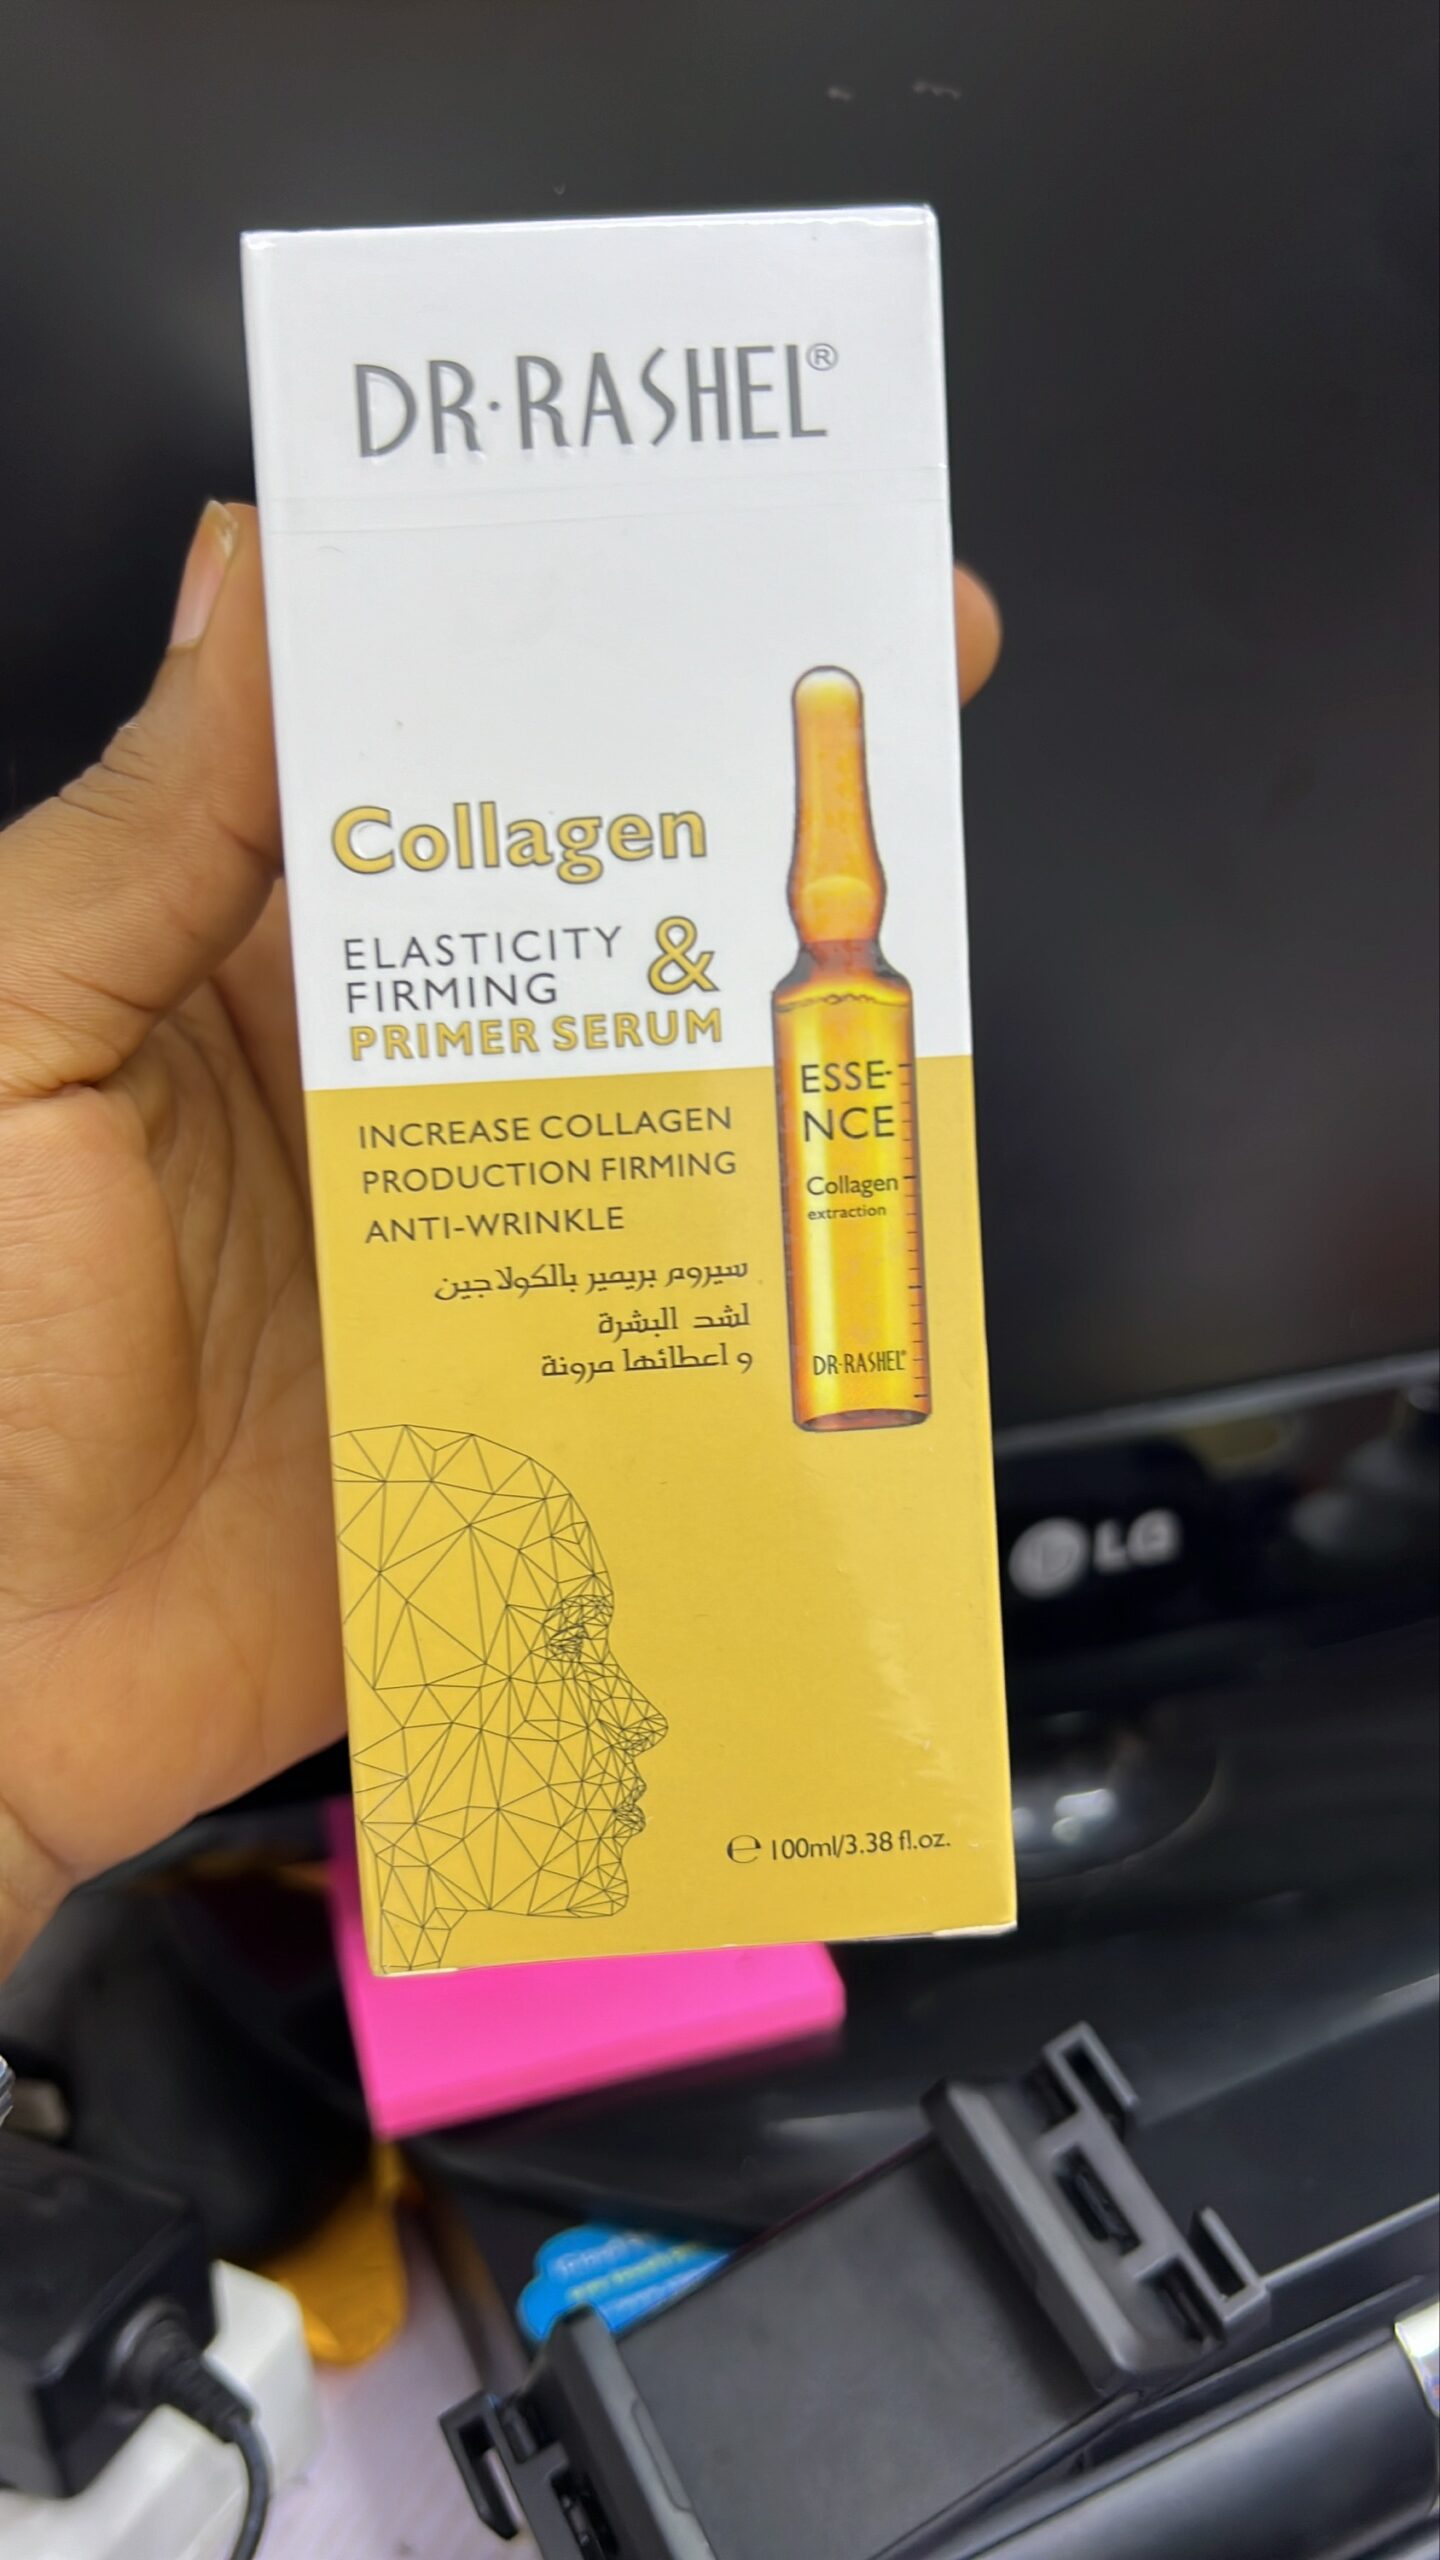 DR·RASHEL®
Collagen
ELASTICITY &
FIRMING
PRIMER SERUM
INCREASE COLLAGEN
PRODUCTION FIRMING
ANTI-WRINKLE
سيروم بريمير بالكولاجين
لشد البشرة
و اعطائها مرونة
ESSE-
NCE
Collagen
extraction
DR·RASHEL®
℮ 100ml/3.38 fl.oz.
LG